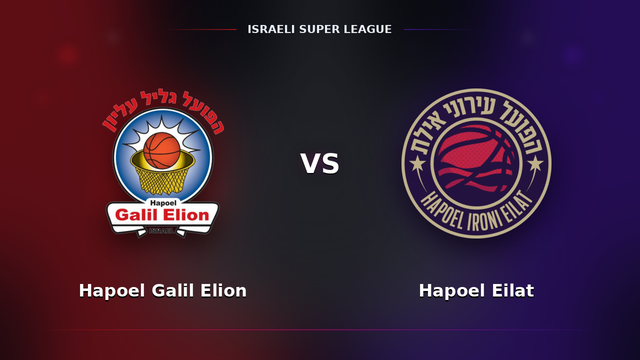 ISRAELI SUPER LEAGUE
הפועל גליל עליון
Hapoel
Galil Elion
ISRAEL
VS
הפועל עירוני אילת
HAPOEL IRONI EILAT
Hapoel Galil Elion
Hapoel Eilat